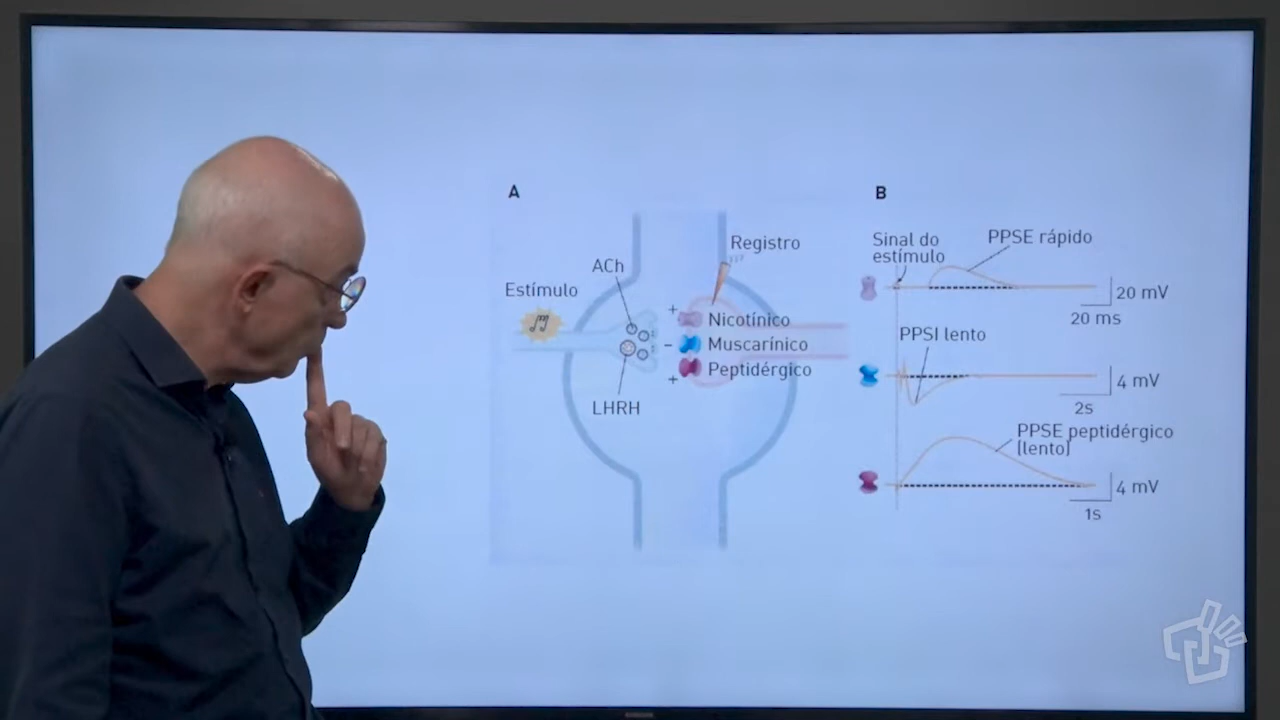 A
Registro
ACh
Estímulo
+
Nicotínico
−
Muscarínico
Peptidérgico
+
LHRH
B
Sinal do
estímulo
PPSE rápido
20 mV
20 ms
PPSI lento
4 mV
2s
PPSE peptidérgico
(lento)
4 mV
1s